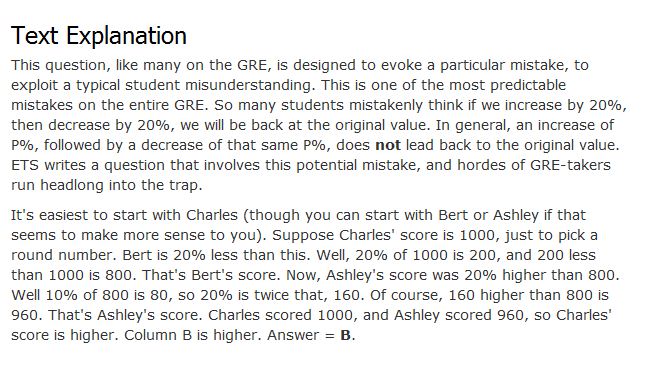 Text Explanation
This question, like many on the GRE, is designed to evoke a particular mistake, to
exploit a typical student misunderstanding. This is one of the most predictable
mistakes on the entire GRE. So many students mistakenly think if we increase by 20%,
then decrease by 20%, we will be back at the original value. In general, an increase of
P%, followed by a decrease of that same P%, does not lead back to the original value.
ETS writes a question that involves this potential mistake, and hordes of GRE-takers
run headlong into the trap.
It's easiest to start with Charles (though you can start with Bert or Ashley if that
seems to make more sense to you). Suppose Charles' score is 1000, just to pick a
round number. Bert is 20% less than this. Well, 20% of 1000 is 200, and 200 less
than 1000 is 800. That's Bert's score. Now, Ashley's score was 20% higher than 800.
Well 10% of 800 is 80, so 20% is twice that, 160. Of course, 160 higher than 800 is
960. That's Ashley's score. Charles scored 1000, and Ashley scored 960, so Charles'
score is higher. Column B is higher. Answer = B.